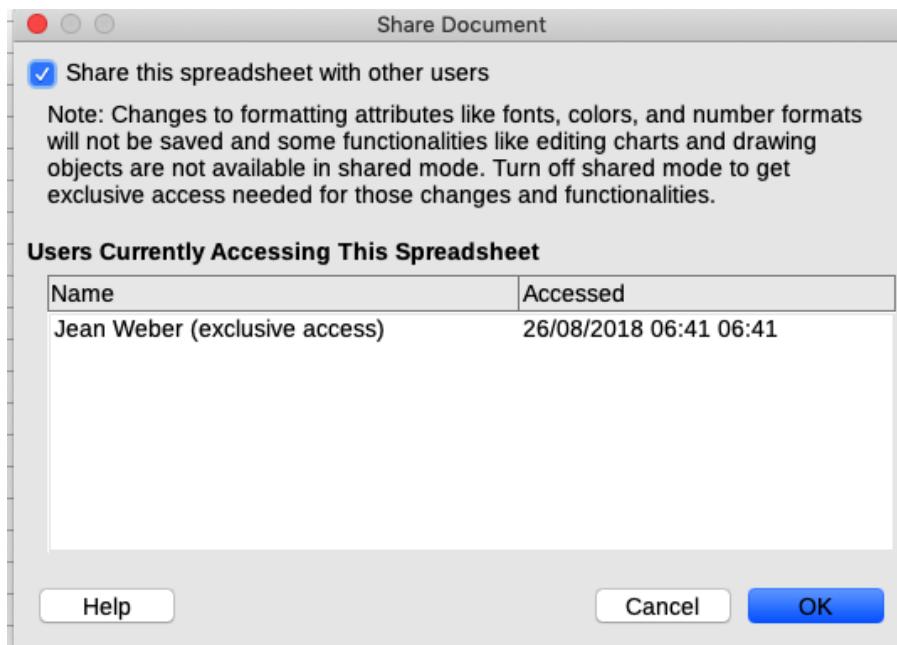 Share Document
Share this spreadsheet with other users
Note: Changes to formatting attributes like fonts, colors, and number formats
will not be saved and some functionalities like editing charts and drawing
objects are not available in shared mode. Turn off shared mode to get
exclusive access needed for those changes and functionalities.
Users Currently Accessing This Spreadsheet
Name Accessed
Jean Weber (exclusive access) 26/08/2018 06:41 06:41
Help Cancel OK